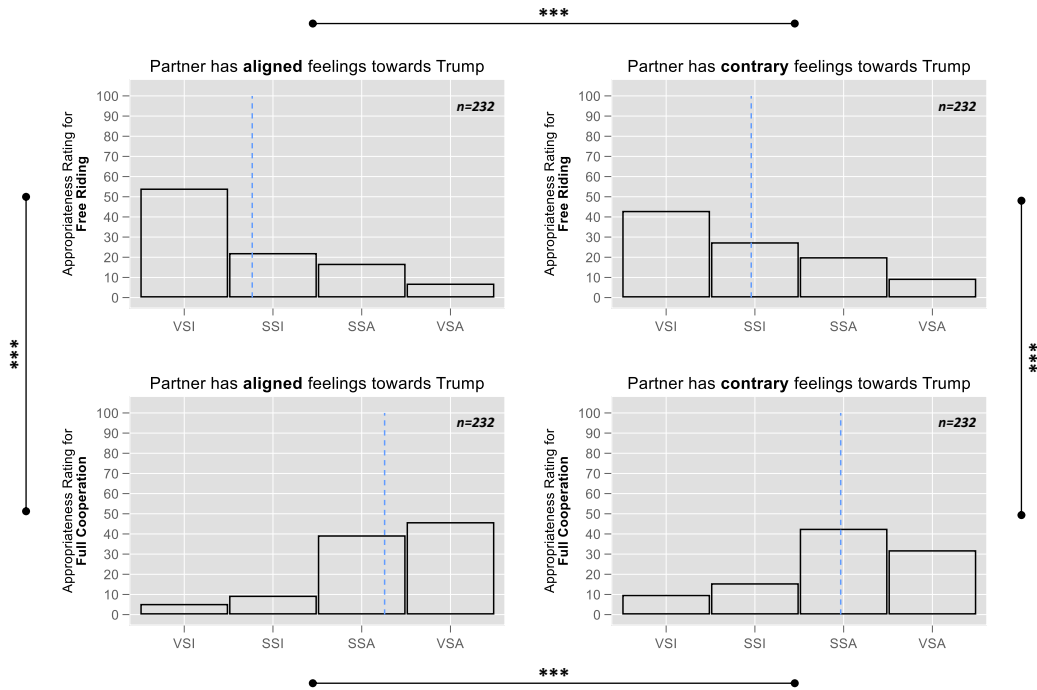 ***
Partner has aligned feelings towards Trump
Appropriateness Rating for
Free Riding
100
90
80
70
60
50
40
30
20
10
0
n=232
VSI SSI SSA VSA
Partner has contrary feelings towards Trump
Appropriateness Rating for
Free Riding
100
90
80
70
60
50
40
30
20
10
0
n=232
VSI SSI SSA VSA
***
***
Partner has aligned feelings towards Trump
Appropriateness Rating for
Full Cooperation
100
90
80
70
60
50
40
30
20
10
0
n=232
VSI SSI SSA VSA
Partner has contrary feelings towards Trump
Appropriateness Rating for
Full Cooperation
100
90
80
70
60
50
40
30
20
10
0
n=232
VSI SSI SSA VSA
***